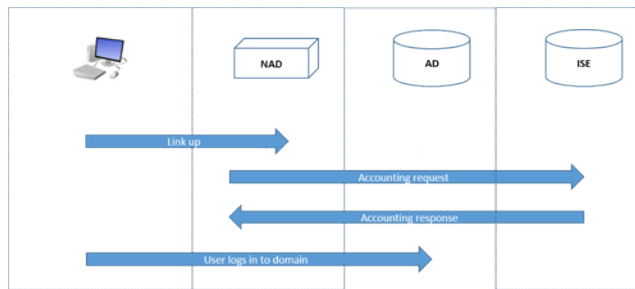 NAD
AD
ISE
Link up
Accounting request
Accounting response
User logs in to domain